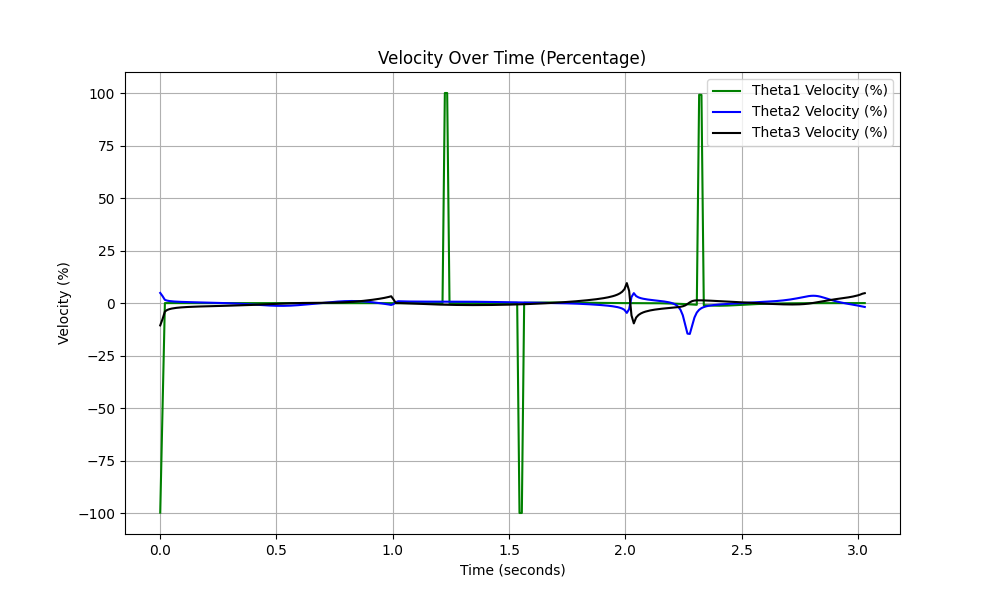 Velocity Over Time (Percentage)
Theta1 Velocity (%)
Theta2 Velocity (%)
Theta3 Velocity (%)
Velocity (%)
100
75
50
25
0
−25
−50
−75
−100
0.0 0.5 1.0 1.5 2.0 2.5 3.0
Time (seconds)